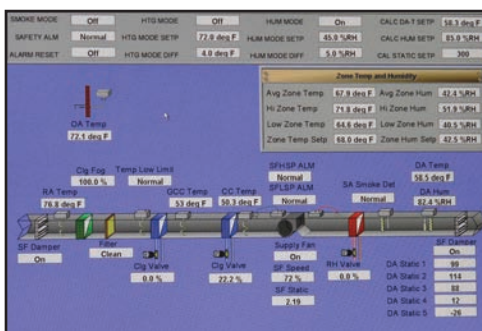 SMOKE MODE Off HTG MODE Off HUM MODE On CALC DA-T SETP 58.3 deg F
SAFETY ALM Normal HTG MODE SETP 72.0 deg F HUM MODE SETP 45.0 %RH CALC HUM SETP 85.0 %RH
ALARM RESET Off HTG MODE DIFF 4.0 deg F HUM MODE DIFF 5.0 %RH CAL STATIC SETP 300
Zone Temp and Humidity
Avg Zone Temp 67.9 deg F Avg Zone Hum 42.4 %RH
Hi Zone Temp 71.8 deg F Hi Zone Hum 51.9 %RH
Low Zone Temp 64.6 deg F Low Zone Hum 40.5 %RH
Zone Temp Setp 68.0 deg F Zone Hum Setp 42.5 %RH
OA Temp
72.1 deg F
Clg Fog
100.0 %
Temp Low Limit
Normal
SFHSP ALM
Normal
SFLSP ALM
Normal
DA Temp
58.5 deg F
RA Temp
76.8 deg F
GCC Temp
53 deg F
CC Temp
50.3 deg F
SA Smoke Det
Normal
DA Hum
82.4 %RH
SF Damper
On
Filter
Clean
Clg Valve
0.0 %
Clg Valve
22.2 %
Supply Fan
On
SF Speed
72 %
SF Static
2.19
RH Valve
0.0 %
SF Damper
On
DA Static 1 99
DA Static 2 114
DA Static 3 88
DA Static 4 12
DA Static 5 -26